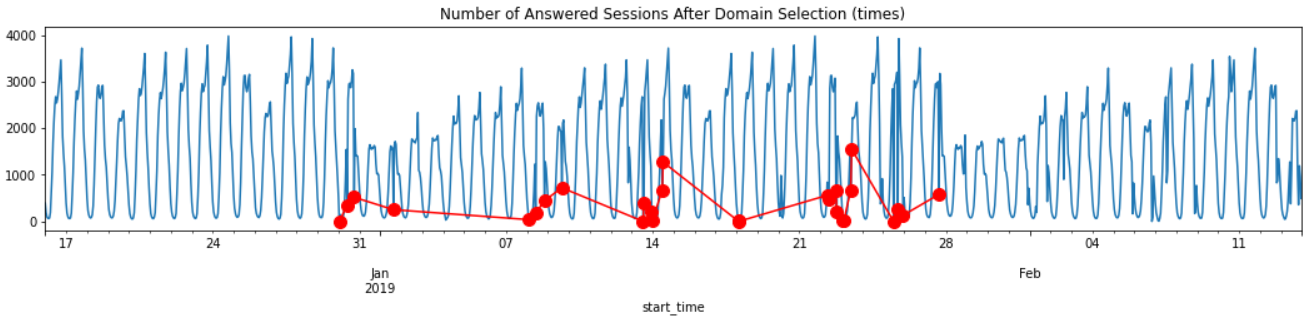 Number of Answered Sessions After Domain Selection (times)
4000
3000
2000
1000
0
17 24 31 07 14 21 28 04 11
Jan Feb
2019
start_time